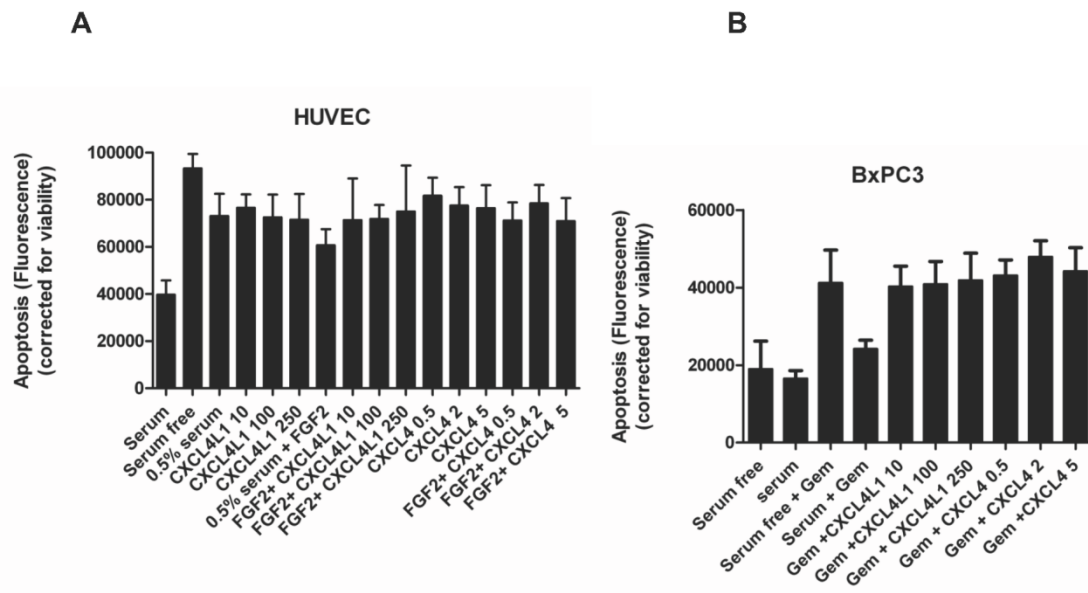 A
HUVEC
Apoptosis (Fluorescence)
(corrected for viability)
100000
80000
60000
40000
20000
0
Serum
Serum free
0.5% serum
CXCL4L1 10
CXCL4L1 100
CXCL4L1 250
0.5% serum + FGF2
FGF2+ CXCL4L1 10
FGF2+ CXCL4L1 100
FGF2+ CXCL4L1 250
CXCL4 0.5
CXCL4 2
CXCL4 5
FGF2+ CXCL4 0.5
FGF2+ CXCL4 2
FGF2+ CXCL4 5
B
BxPC3
Apoptosis (Fluorescence)
(corrected for viability)
60000
40000
20000
0
Serum free
serum
Serum free + Gem
Serum + Gem
Gem +CXCL4L1 10
Gem +CXCL4L1 100
Gem + CXCL4L1 250
Gem + CXCL4 0.5
Gem + CXCL4 2
Gem +CXCL4 5